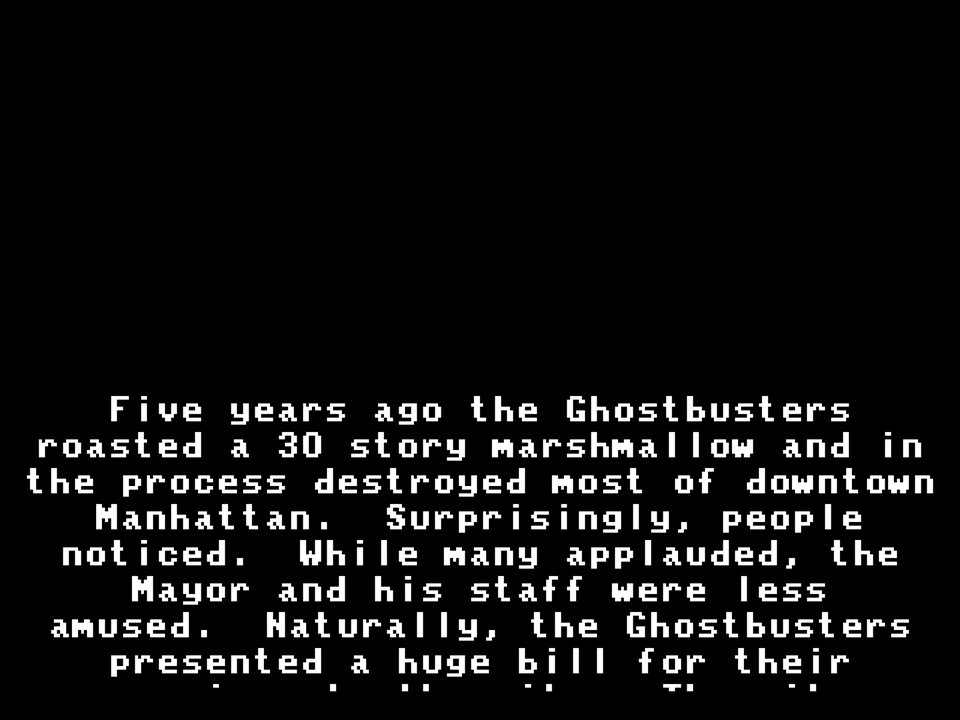 Five years ago the Ghostbusters
roasted a 30 story marshmallow and in
the process destroyed most of downtown
Manhattan.  Surprisingly, people
noticed.  While many applauded, the
Mayor and his staff were less
amused.  Naturally, the Ghostbusters
presented a huge bill for their